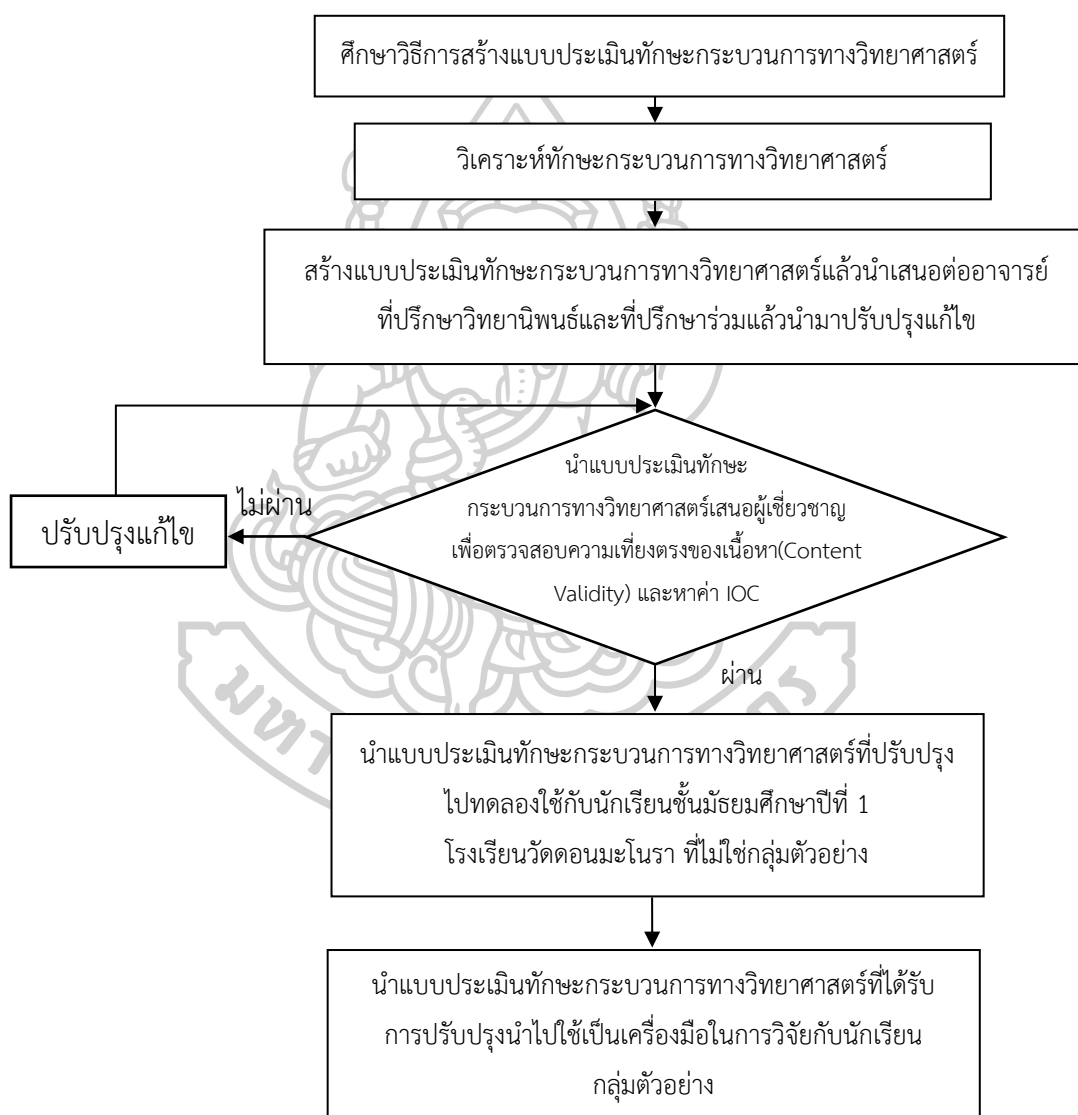 ศึกษาวิธีการสร้างแบบประเมินทักษะกระบวนการทางวิทยาศาสตร์
วิเคราะห์ทักษะกระบวนการทางวิทยาศาสตร์
สร้างแบบประเมินทักษะกระบวนการทางวิทยาศาสตร์แล้วนำเสนอต่ออาจารย์
ที่ปรึกษาวิทยานิพนธ์และที่ปรึกษาร่วมแล้วนำมาปรับปรุงแก้ไข
นำแบบประเมินทักษะ
กระบวนการทางวิทยาศาสตร์เสนอผู้เชี่ยวชาญ
เพื่อตรวจสอบความเที่ยงตรงของเนื้อหา(Content
Validity) และหาค่า IOC
ไม่ผ่าน
ปรับปรุงแก้ไข
ผ่าน
นำแบบประเมินทักษะกระบวนการทางวิทยาศาสตร์ที่ปรับปรุง
ไปทดลองใช้กับนักเรียนชั้นมัธยมศึกษาปีที่ 1
โรงเรียนวัดดอนมะโนรา ที่ไม่ใช่กลุ่มตัวอย่าง
นำแบบประเมินทักษะกระบวนการทางวิทยาศาสตร์ที่ได้รับ
การปรับปรุงนำไปใช้เป็นเครื่องมือในการวิจัยกับนักเรียน
กลุ่มตัวอย่าง